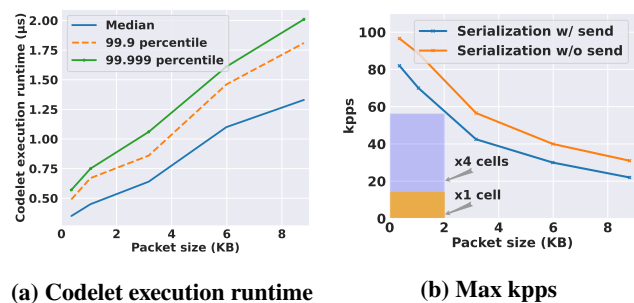 Codelet execution runtime (µs)
2.00
1.75
1.50
1.25
1.00
0.75
0.50
Median
99.9 percentile
99.999 percentile
0 2 4 6 8
Packet size (KB)
(a) Codelet execution runtime
kpps
100
80
60
40
20
0
Serialization w/ send
Serialization w/o send
x4 cells
x1 cell
0 2 4 6 8
Packet size (KB)
(b) Max kpps